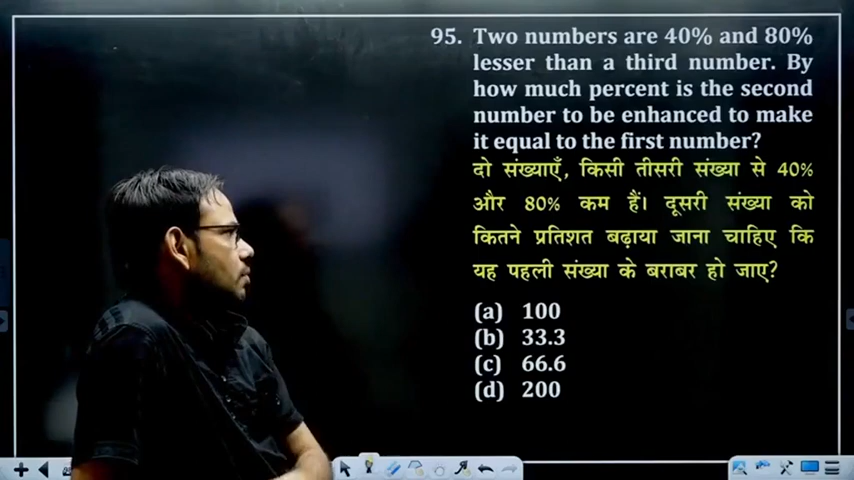 95. Two numbers are 40% and 80%
lesser than a third number. By
how much percent is the second
number to be enhanced to make
it equal to the first number?
दो संख्याएँ, किसी तीसरी संख्या से 40%
और 80% कम हैं। दूसरी संख्या को
कितने प्रतिशत बढ़ाया जाना चाहिए कि
यह पहली संख्या के बराबर हो जाए?
(a) 100
(b) 33.3
(c) 66.6
(d) 200